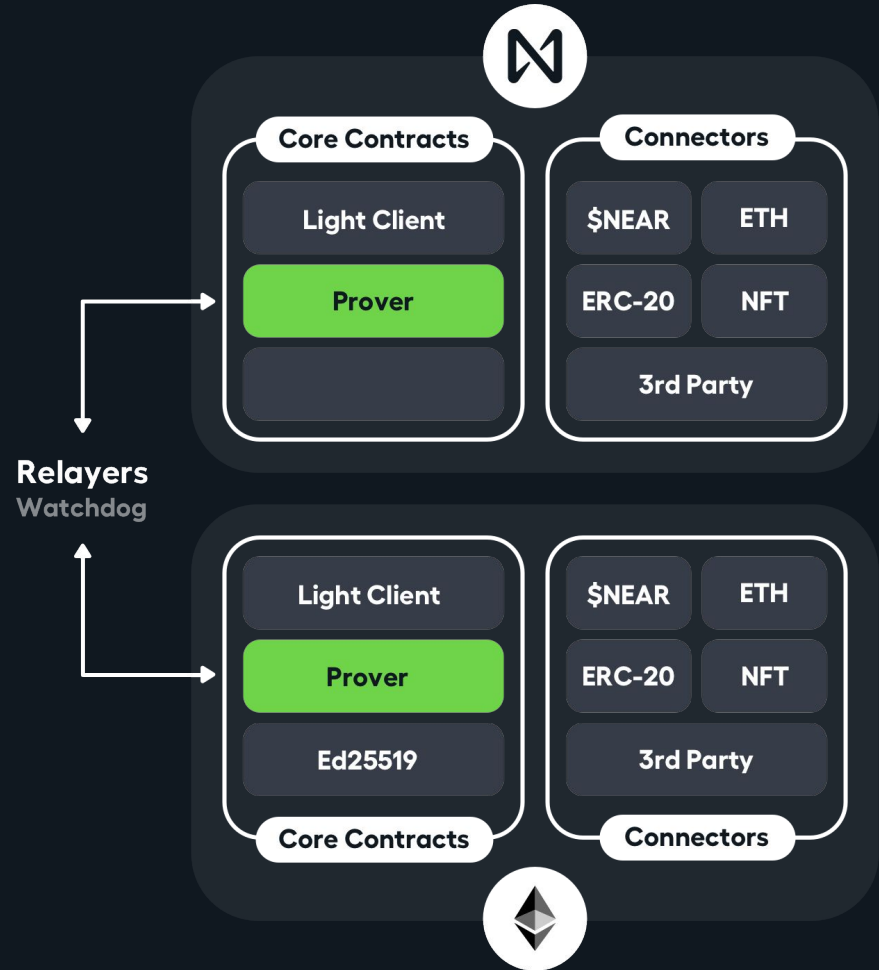 Core Contracts
Connectors
Light Client
$NEAR
ETH
Prover
ERC-20
NFT
3rd Party
Relayers
Watchdog
Light Client
$NEAR
ETH
Prover
ERC-20
NFT
Ed25519
3rd Party
Core Contracts
Connectors